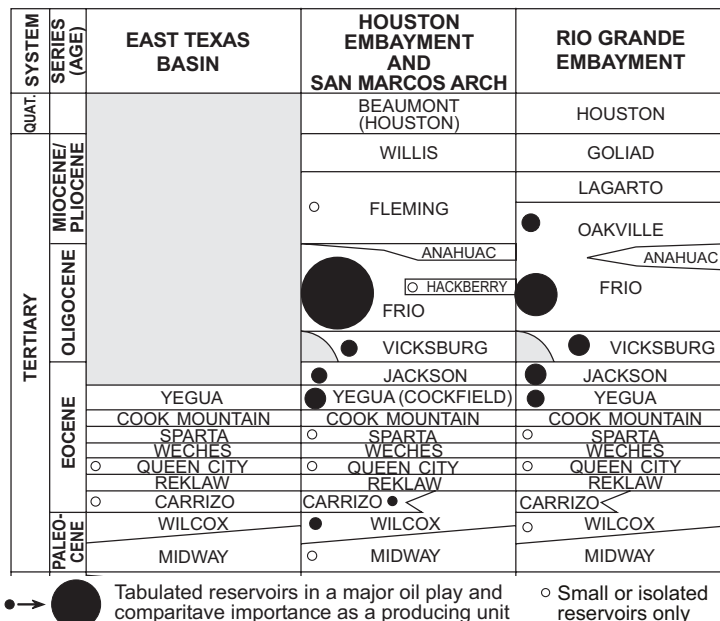 SYSTEM
SERIES
(AGE)
EAST TEXAS
BASIN
HOUSTON
EMBAYMENT
AND
SAN MARCOS ARCH
RIO GRANDE
EMBAYMENT
QUAT.
BEAUMONT
(HOUSTON)
HOUSTON
TERTIARY
MIOCENE/
PLIOCENE
WILLIS
GOLIAD
LAGARTO
FLEMING
OAKVILLE
OLIGOCENE
ANAHUAC
ANAHUAC
HACKBERRY
FRIO
FRIO
VICKSBURG
VICKSBURG
EOCENE
JACKSON
JACKSON
YEGUA
YEGUA (COCKFIELD)
YEGUA
COOK MOUNTAIN
COOK MOUNTAIN
COOK MOUNTAIN
SPARTA
SPARTA
SPARTA
WECHES
WECHES
WECHES
QUEEN CITY
QUEEN CITY
QUEEN CITY
REKLAW
REKLAW
REKLAW
CARRIZO
CARRIZO
CARRIZO
PALEO-
CENE
WILCOX
WILCOX
WILCOX
MIDWAY
MIDWAY
MIDWAY
Tabulated reservoirs in a major oil play and
comparitave importance as a producing unit
Small or isolated
reservoirs only